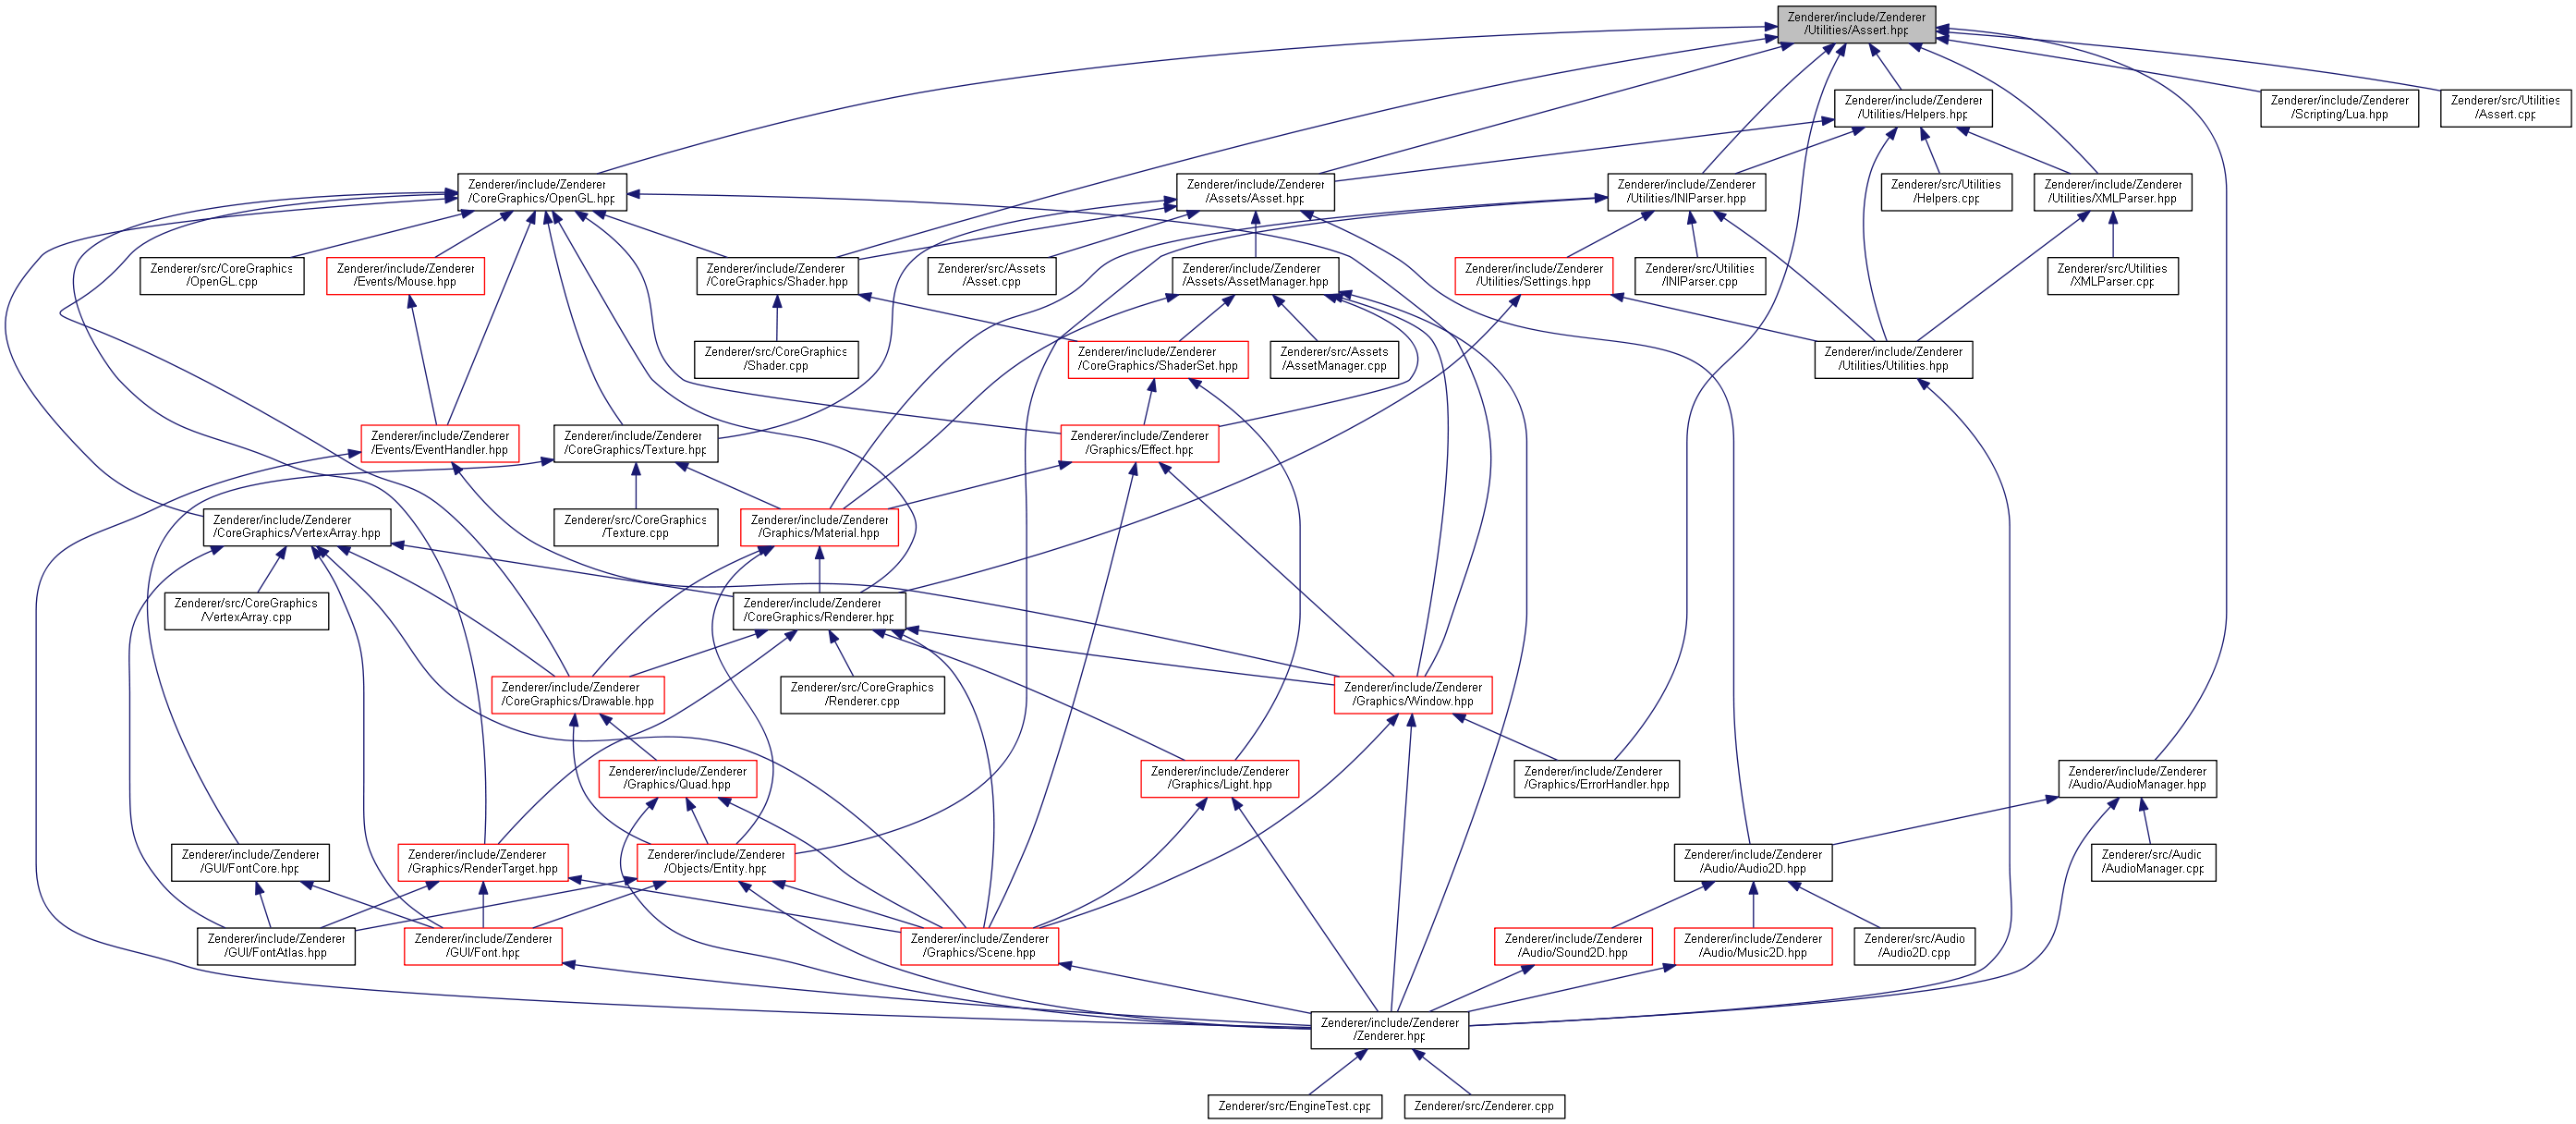 Zenderer/include/Zenderer
/Utilities/Assert.hpp
Zenderer/include/Zenderer
/Utilities/Helpers.hpp
Zenderer/include/Zenderer
/Scripting/Lua.hpp
Zenderer/src/Utilities
/Assert.cpp
Zenderer/include/Zenderer
/CoreGraphics/OpenGL.hpp
Zenderer/include/Zenderer
/Assets/Asset.hpp
Zenderer/include/Zenderer
/Utilities/INIParser.hpp
Zenderer/src/Utilities
/Helpers.cpp
Zenderer/include/Zenderer
/Utilities/XMLParser.hpp
Zenderer/src/CoreGraphics
/OpenGL.cpp
Zenderer/include/Zenderer
/Events/Mouse.hpp
Zenderer/include/Zenderer
/CoreGraphics/Shader.hpp
Zenderer/src/Assets
/Asset.cpp
Zenderer/include/Zenderer
/Assets/AssetManager.hpp
Zenderer/include/Zenderer
/Utilities/Settings.hpp
Zenderer/src/Utilities
/INIParser.cpp
Zenderer/src/Utilities
/XMLParser.cpp
Zenderer/src/CoreGraphics
/Shader.cpp
Zenderer/include/Zenderer
/CoreGraphics/ShaderSet.hpp
Zenderer/src/Assets
/AssetManager.cpp
Zenderer/include/Zenderer
/Utilities/Utilities.hpp
Zenderer/include/Zenderer
/Events/EventHandler.hpp
Zenderer/include/Zenderer
/CoreGraphics/Texture.hpp
Zenderer/include/Zenderer
/Graphics/Effect.hpp
Zenderer/include/Zenderer
/CoreGraphics/VertexArray.hpp
Zenderer/src/CoreGraphics
/Texture.cpp
Zenderer/include/Zenderer
/Graphics/Material.hpp
Zenderer/src/CoreGraphics
/VertexArray.cpp
Zenderer/include/Zenderer
/CoreGraphics/Renderer.hpp
Zenderer/include/Zenderer
/CoreGraphics/Drawable.hpp
Zenderer/src/CoreGraphics
/Renderer.cpp
Zenderer/include/Zenderer
/Graphics/Window.hpp
Zenderer/include/Zenderer
/Graphics/Quad.hpp
Zenderer/include/Zenderer
/Graphics/Light.hpp
Zenderer/include/Zenderer
/Graphics/ErrorHandler.hpp
Zenderer/include/Zenderer
/Audio/AudioManager.hpp
Zenderer/include/Zenderer
/GUI/FontCore.hpp
Zenderer/include/Zenderer
/Graphics/RenderTarget.hpp
Zenderer/include/Zenderer
/Objects/Entity.hpp
Zenderer/include/Zenderer
/Audio/Audio2D.hpp
Zenderer/src/Audio
/AudioManager.cpp
Zenderer/include/Zenderer
/GUI/FontAtlas.hpp
Zenderer/include/Zenderer
/GUI/Font.hpp
Zenderer/include/Zenderer
/Graphics/Scene.hpp
Zenderer/include/Zenderer
/Audio/Sound2D.hpp
Zenderer/include/Zenderer
/Audio/Music2D.hpp
Zenderer/src/Audio
/Audio2D.cpp
Zenderer/include/Zenderer
/Zenderer.hpp
Zenderer/src/EngineTest.cpp
Zenderer/src/Zenderer.cpp